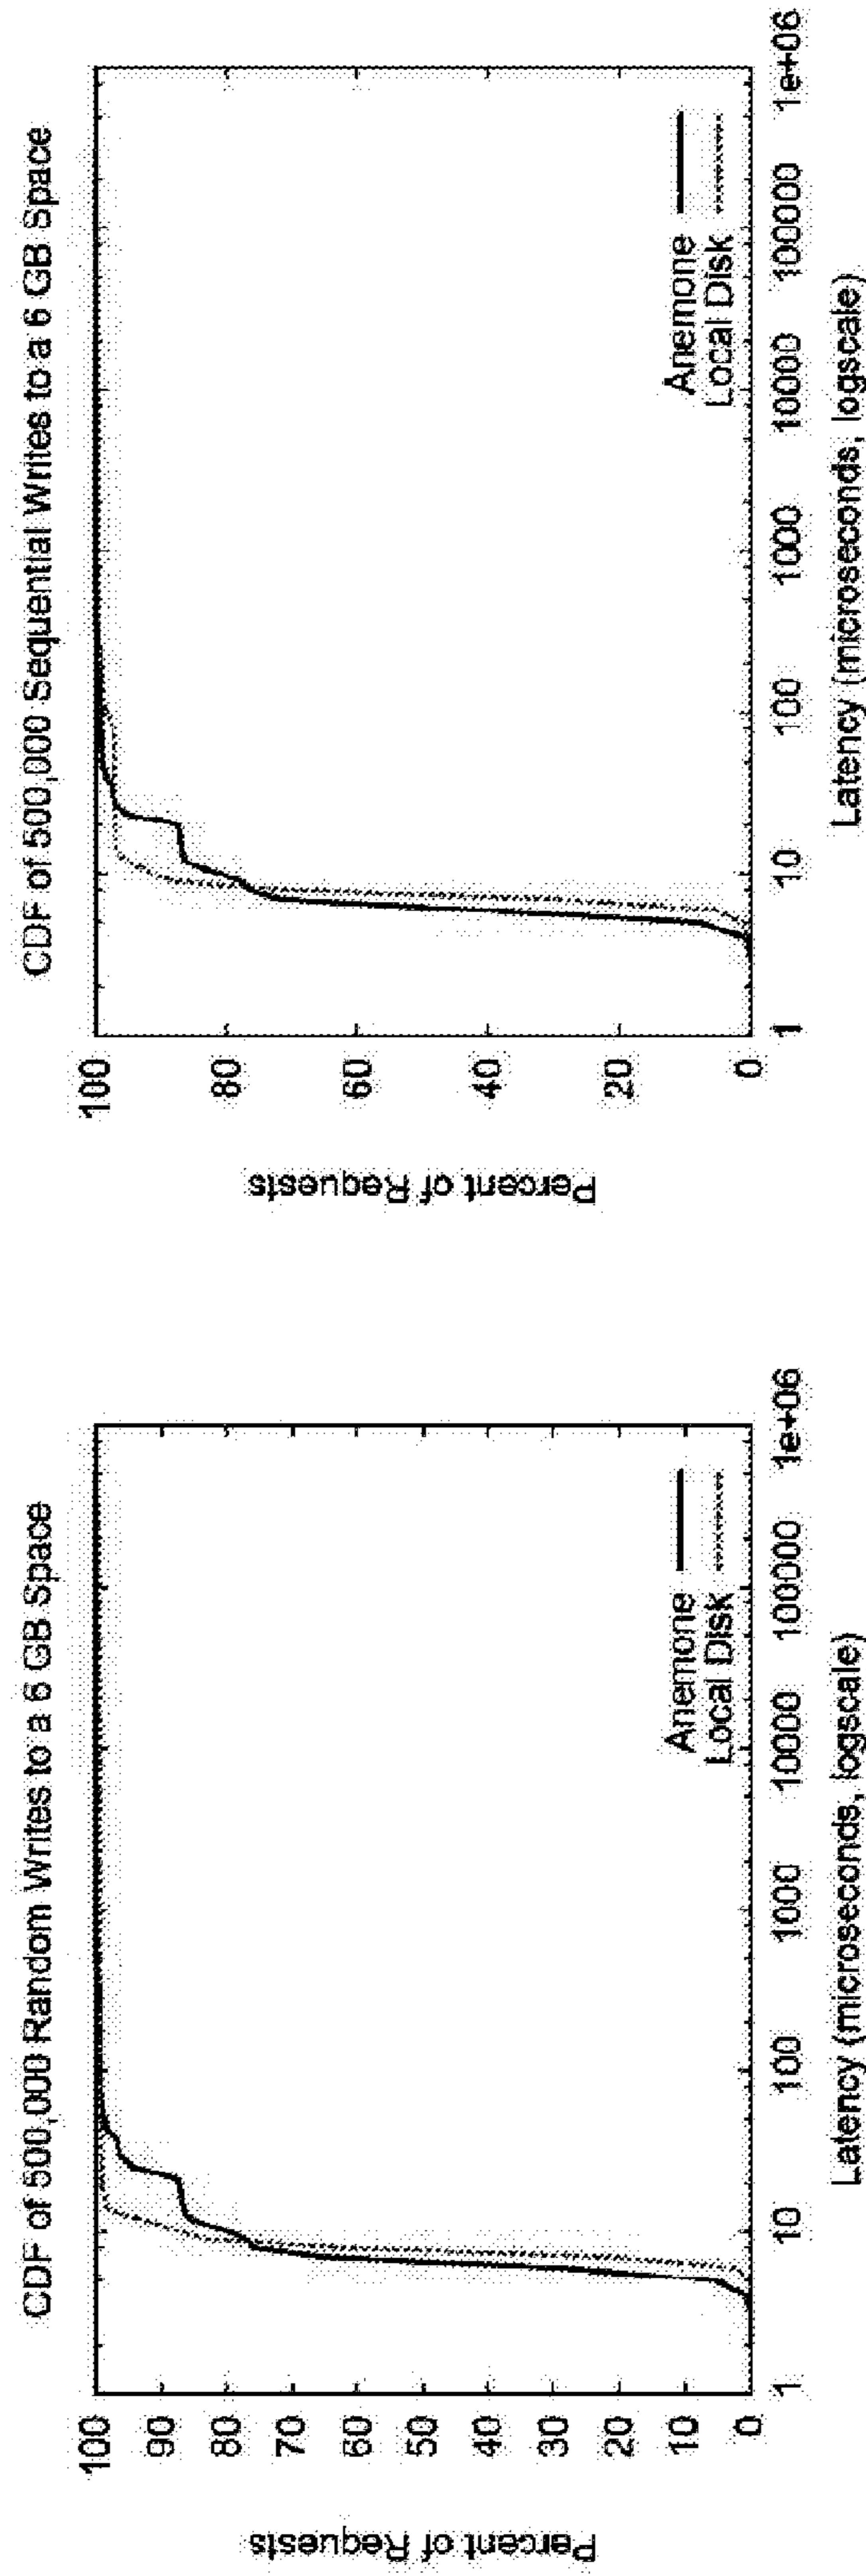 CDF of 500,000 Random Writes to a 6 GB Space
Percent of Requests
100
90
80
70
60
50
40
30
20
10
0
1
10
100
1000
10000
100000
1e+06
Anemone
Local Disk
Latency (microseconds, logscale)
CDF of 500,000 Sequential Writes to a 6 GB Space
Percent of Requests
100
80
60
40
20
0
1
10
100
1000
10000
100000
1e+06
Anemone
Local Disk
Latency (microseconds, logscale)